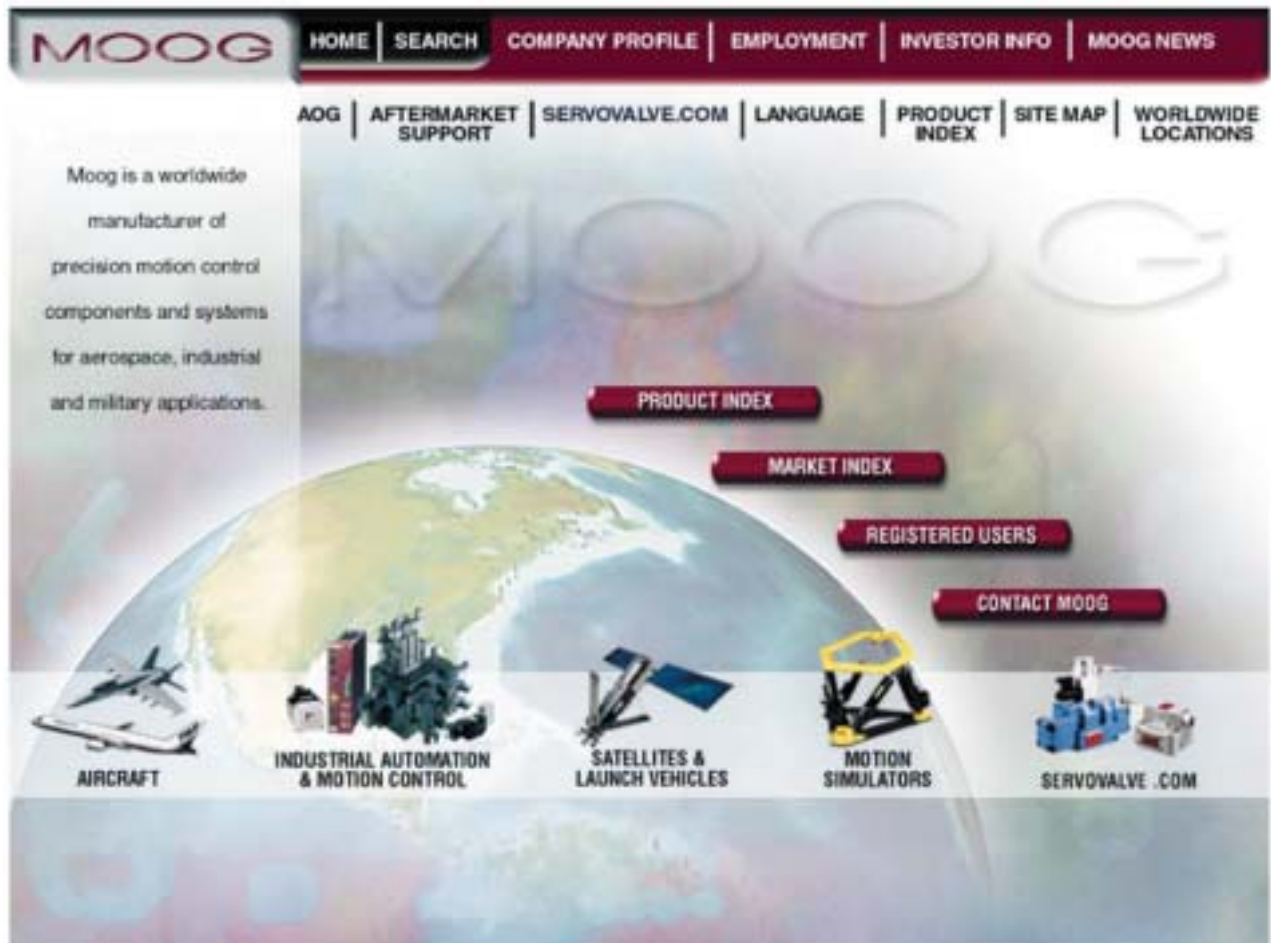 MOOG
HOME SEARCH COMPANY PROFILE EMPLOYMENT INVESTOR INFO MOOG NEWS
AOG AFTERMARKET SUPPORT SERVOVALVE.COM LANGUAGE PRODUCT INDEX SITE MAP WORLDWIDE LOCATIONS
Moog is a worldwide
manufacturer of
precision motion control
components and systems
for aerospace, industrial
and military applications.
MOOG
PRODUCT INDEX
MARKET INDEX
REGISTERED USERS
CONTACT MOOG
AIRCRAFT
INDUSTRIAL AUTOMATION
& MOTION CONTROL
SATELLITES &
LAUNCH VEHICLES
MOTION
SIMULATORS
SERVOVALVE .COM